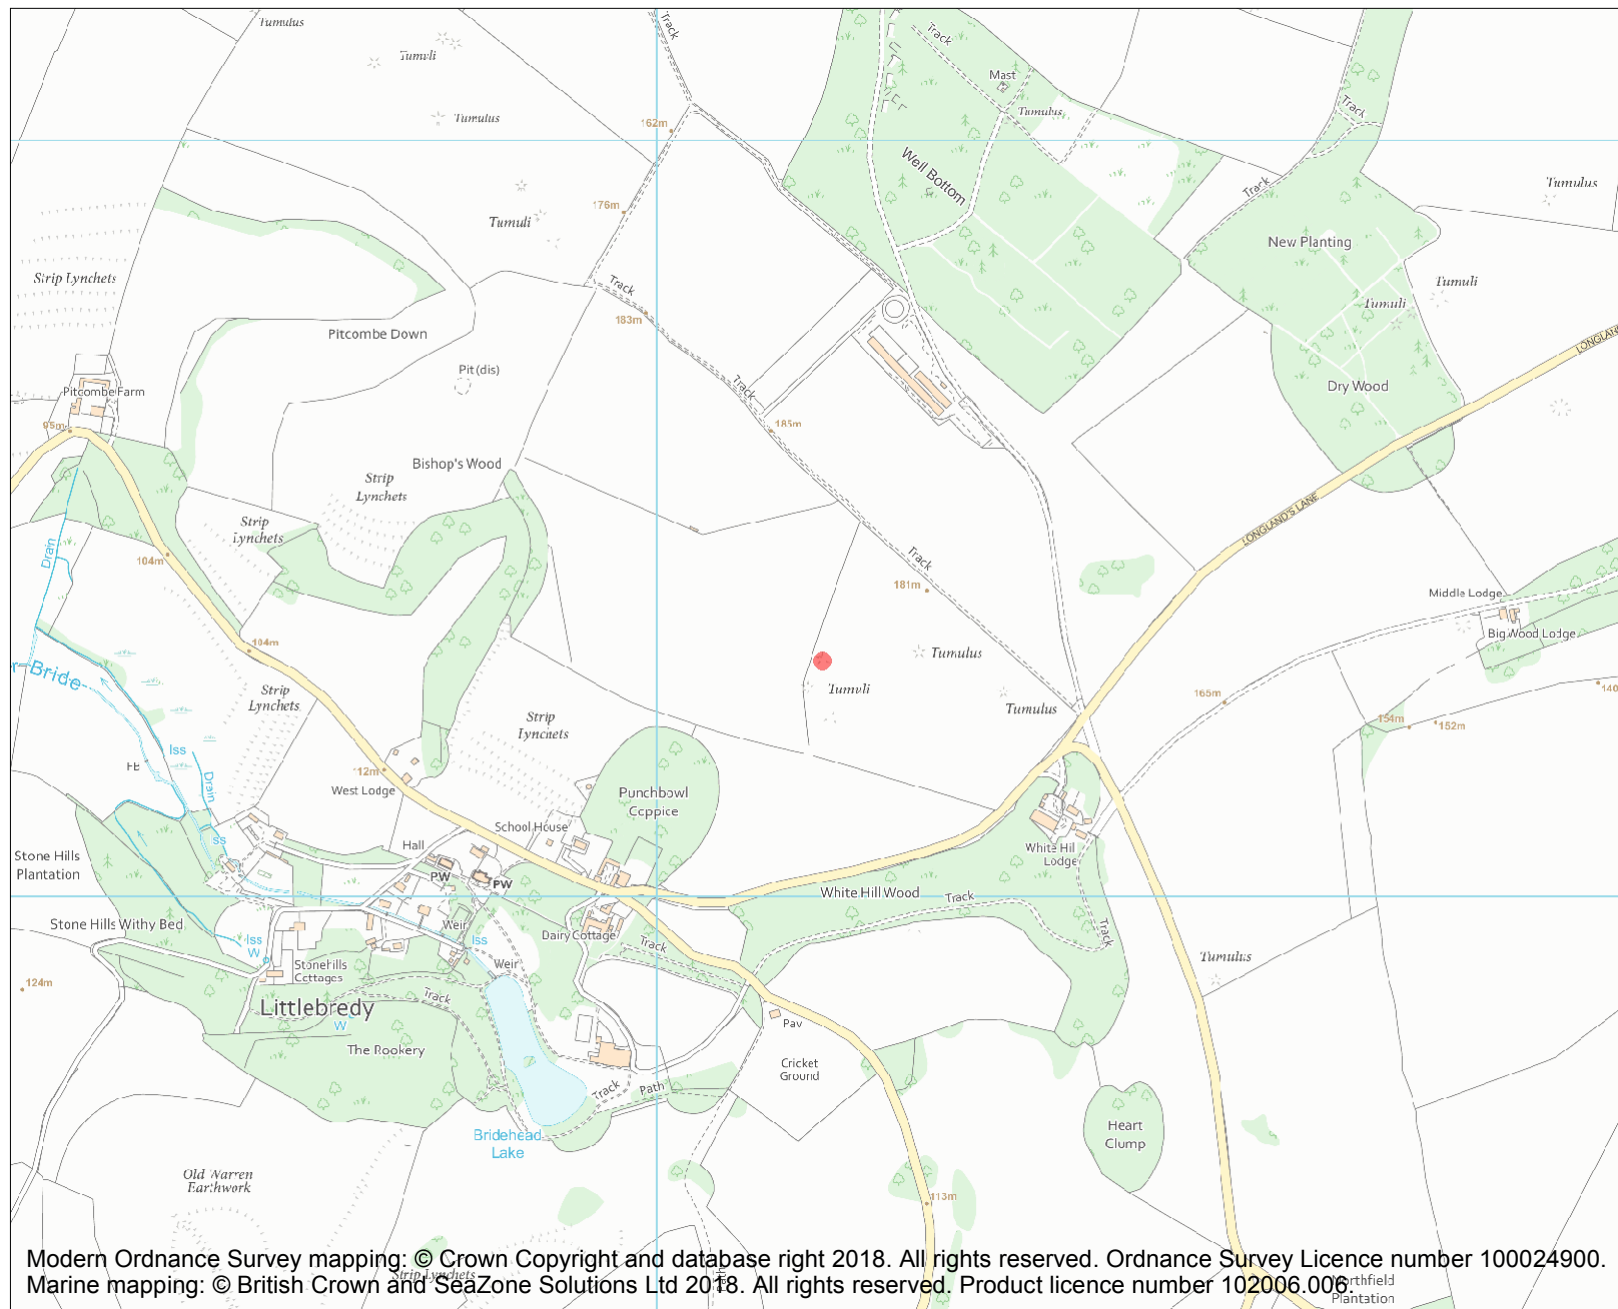 Tumulus
Tumuli
Track
Track
Mast
Tumulus
Tumulus
Track
162m
Well Bottom
Track
Tumulus
176m
Tumuli
New Planting
Strip Lynchets
Track
Tumuli
Tumuli
183m
Pitcombe Down
Pit (dis)
Track
Dry Wood
Pitcombe Farm
95m
185m
Bishop's Wood
Strip
Lynchets
LONGLAND'S LANE
Strip
Lynchets
Drain
104m
Track
181m
Middle Lodge
Big Wood Lodge
104m
Tumulus
Bride
Strip
Lynchets
Tumuli
Tumulus
165m
140
154m
152m
Strip
Lynchets
Iss
FB
Drain
112m
West Lodge
Punchbowl
Coppice
School House
Hall
Stone Hills
Plantation
PW
PW
White Hill
Lodge
White Hill Wood
Track
Stone Hills Withy Bed
Weir
Iss
Dairy Cottage
Track
Track
Iss
W
Stonehills
Cottages
Weir
Tumulus
124m
Track
Littlebredy
W
Pav
The Rookery
Cricket
Ground
Track
Path
Heart
Clump
Bridehead
Lake
Old Warren
Earthwork
113m
Path
Strip Lynchets
Northfield
Plantation
Modern Ordnance Survey mapping: © Crown Copyright and database right 2018. All rights reserved. Ordnance Survey Licence number 100024900.
Marine mapping: © British Crown and SeaZone Solutions Ltd 2018. All rights reserved. Product licence number 102006.006.